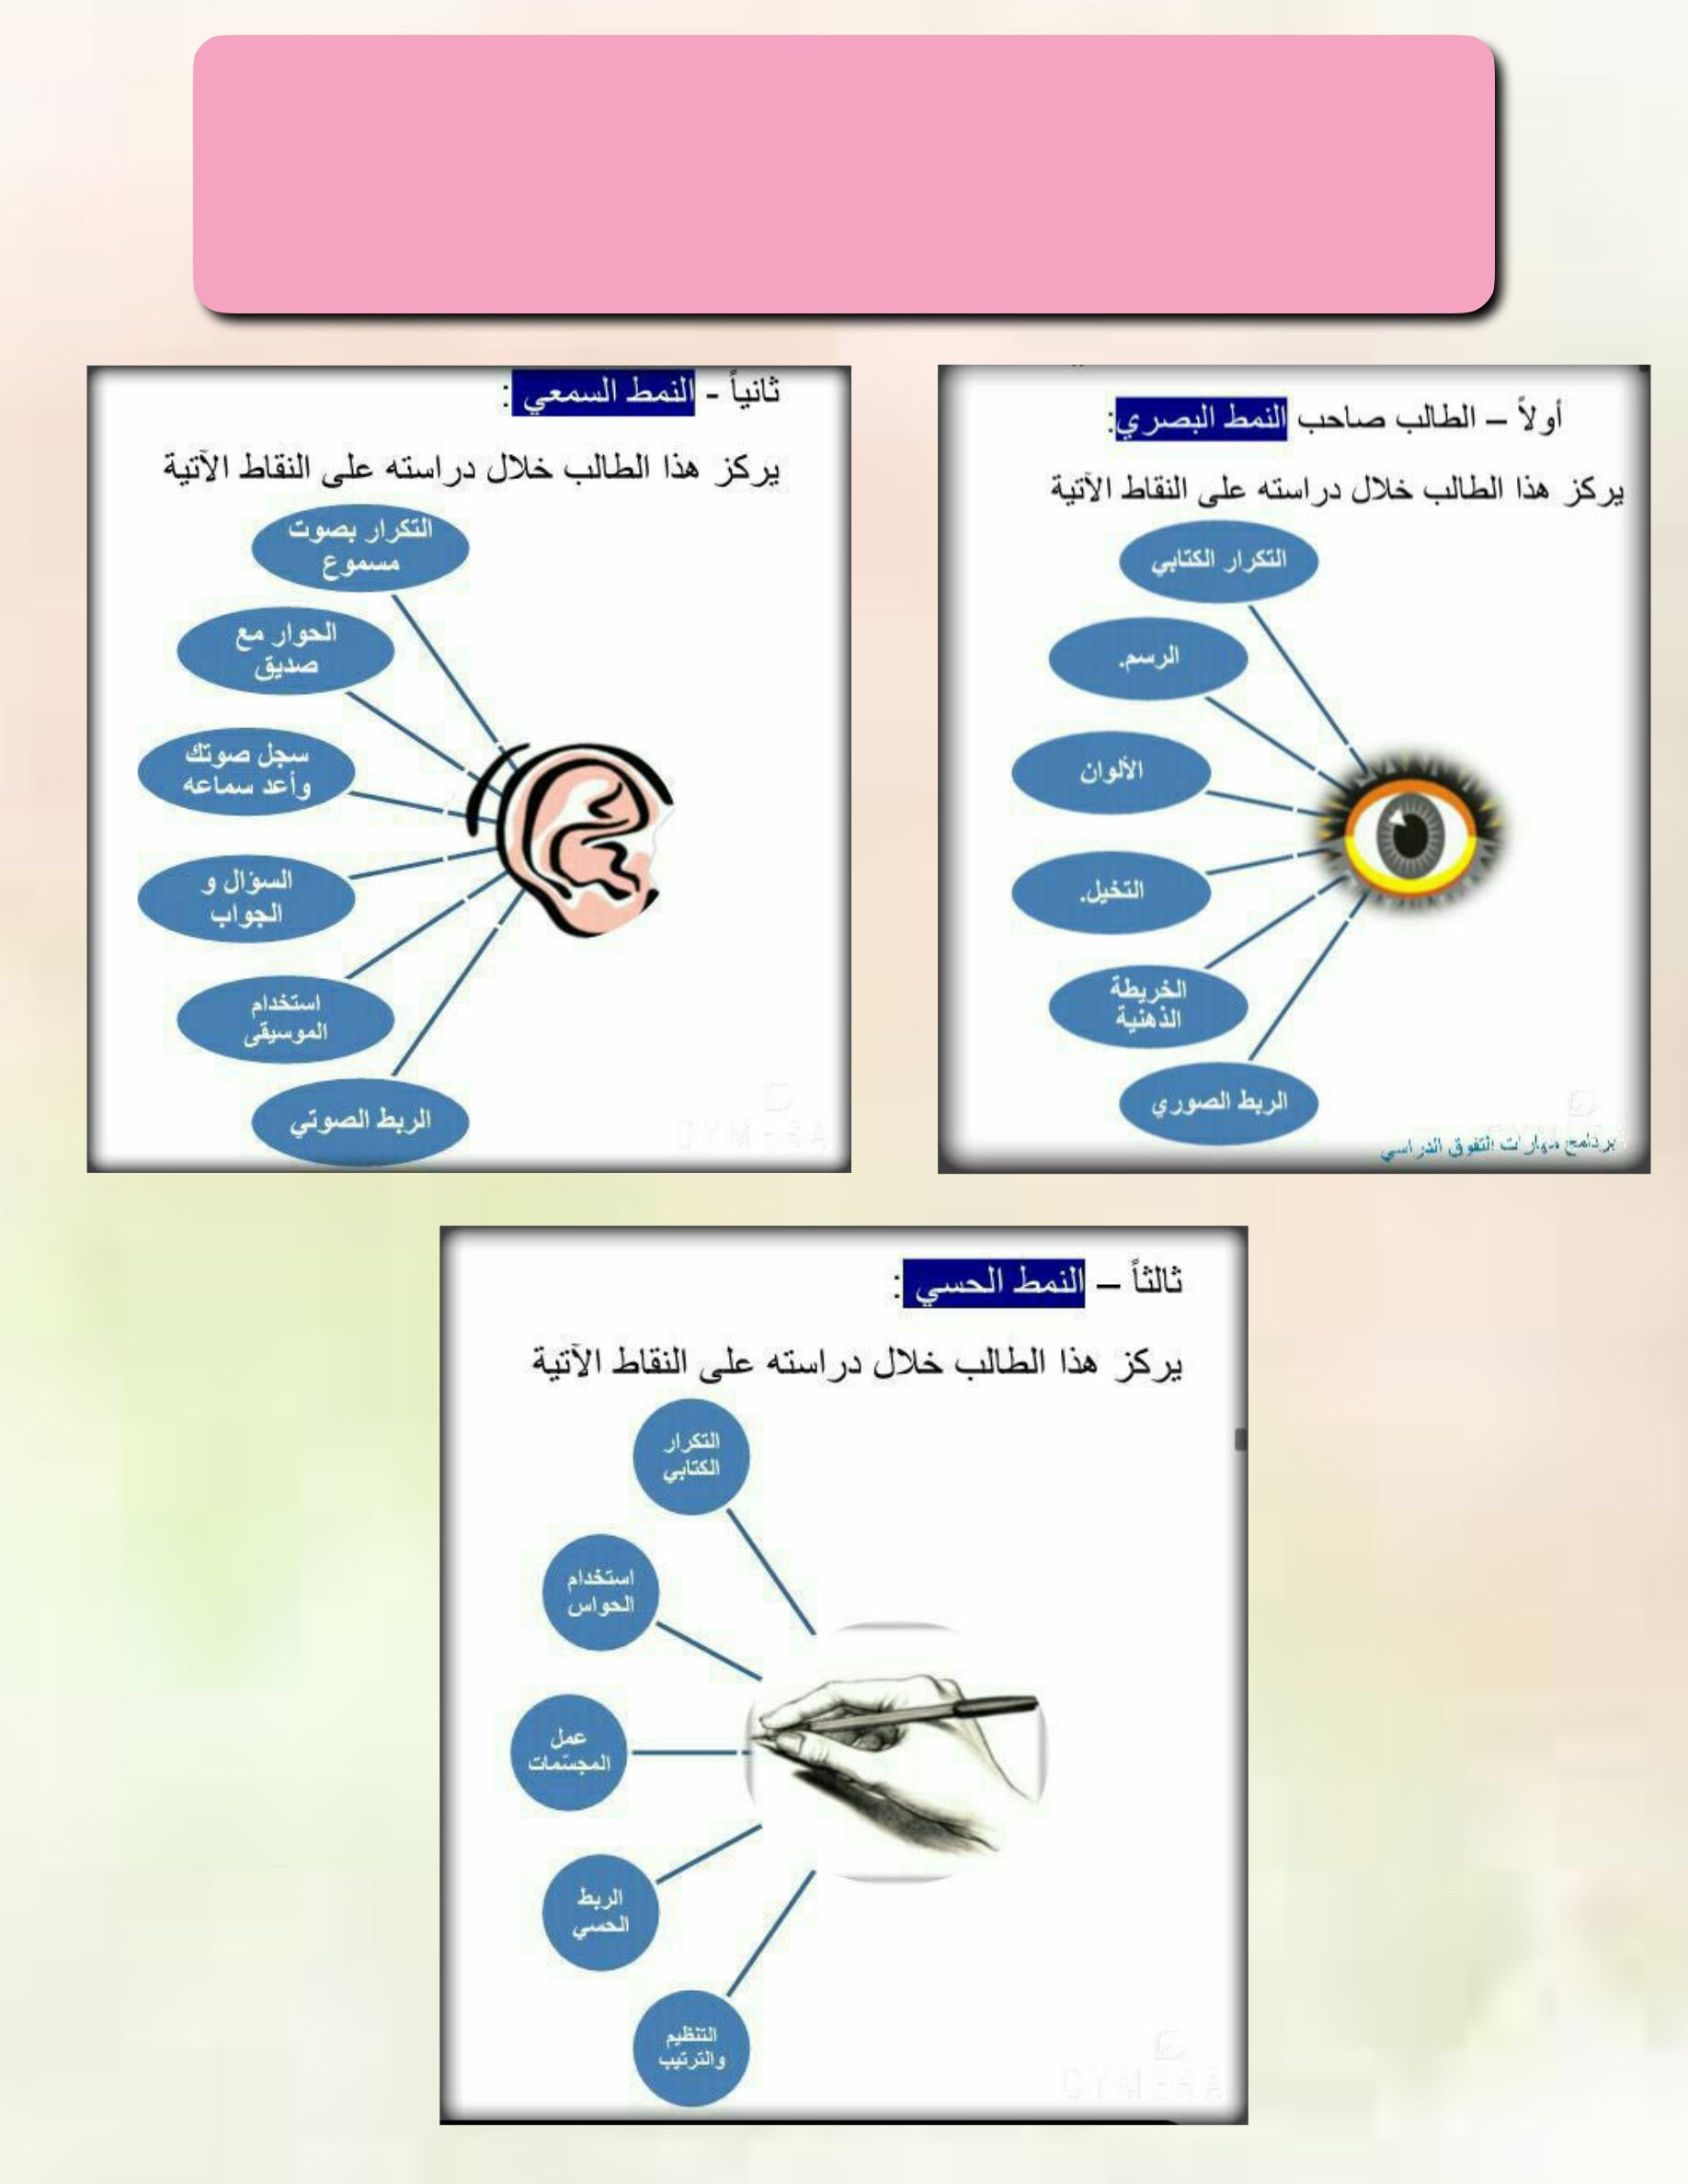 أولاً – الطالب صاحب النمط البصري:
يركز هذا الطالب خلال دراسته على النقاط الآتية
التكرار الكتابي
الرسم.
الألوان
التخيل.
الخريطة
الذهنية
الربط الصوري
برنامج مهارات التفوق الدراسي
ثانياً - النمط السمعي :
يركز هذا الطالب خلال دراسته على النقاط الآتية
التكرار بصوت
مسموع
الحوار مع
صديق
سجل صوتك
وأعد سماعه
السؤال و
الجواب
استخدام
الموسيقى
الربط الصوتي
CYMERA
ثالثاً – النمط الحسي :
يركز هذا الطالب خلال دراسته على النقاط الآتية
التكرار
الكتابي
استخدام
الحواس
عمل
المجسّمات
الربط
الحسي
التنظيم
والترتيب
CYMERA